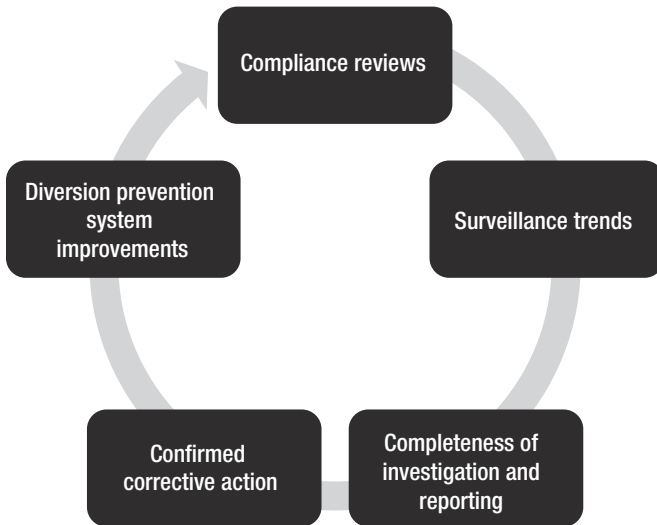 Compliance reviews
Surveillance trends
Completeness of
investigation and
reporting
Confirmed
corrective action
Diversion prevention
system
improvements